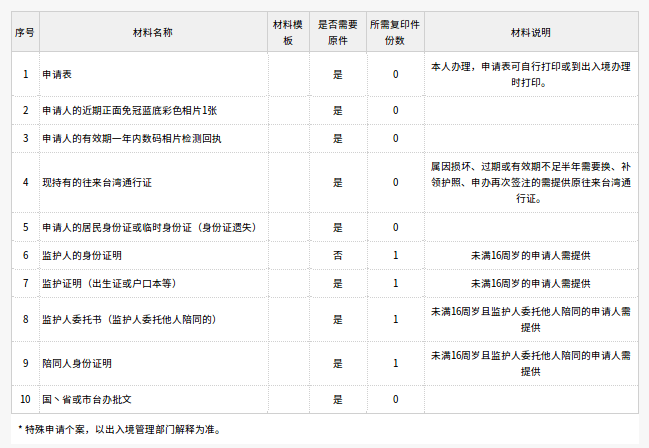 序号 材料名称 材料模板 是否需要原件 所需复印件份数 材料说明
1 申请表 是 0 本人办理，申请表可自行打印或到出入境办理时打印。
2 申请人的近期正面免冠蓝底彩色相片1张 是 0
3 申请人的有效期一年内数码相片检测回执 是 0
4 现持有的往来台湾通行证 是 0 属因损坏、过期或有效期不足半年需要换、补领护照、申办再次签注的需提供原往来台湾通行证。
5 申请人的居民身份证或临时身份证（身份证遗失） 是 0
6 监护人的身份证明 否 1 未满16周岁的申请人需提供
7 监护证明（出生证或户口本等） 是 1 未满16周岁的申请人需提供
8 监护人委托书（监护人委托他人陪同的） 是 1 未满16周岁且监护人委托他人陪同的申请人需提供
9 陪同人身份证明 是 1 未满16周岁且监护人委托他人陪同的申请人需提供
10 国丶省或市台办批文 是 0
* 特殊申请个案，以出入境管理部门解释为准。